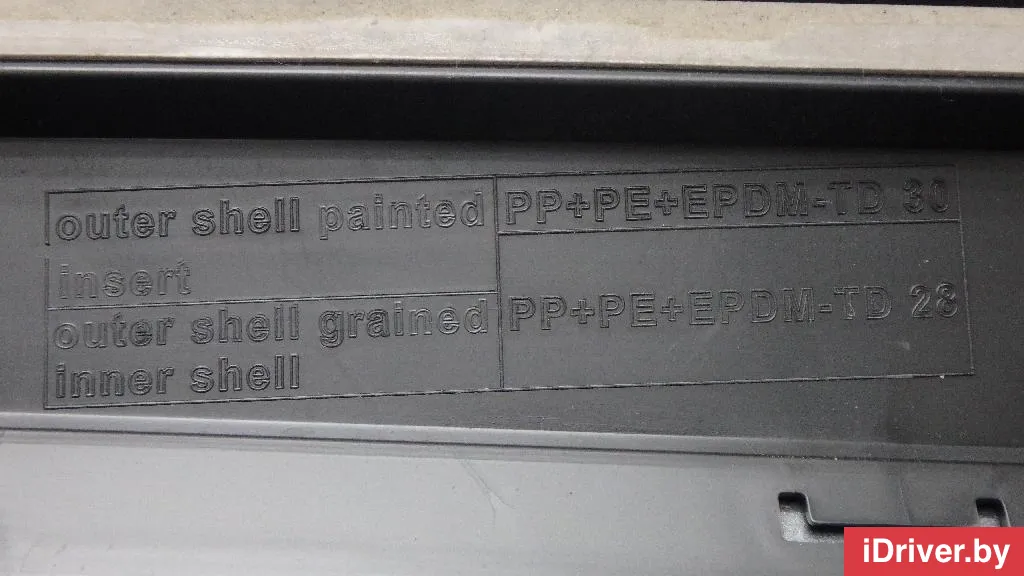 outer shell painted PP+PE+EPDM-TD 30
insert
outer shell grained PP+PE+EPDM-TD 28
inner shell
iDriver.by